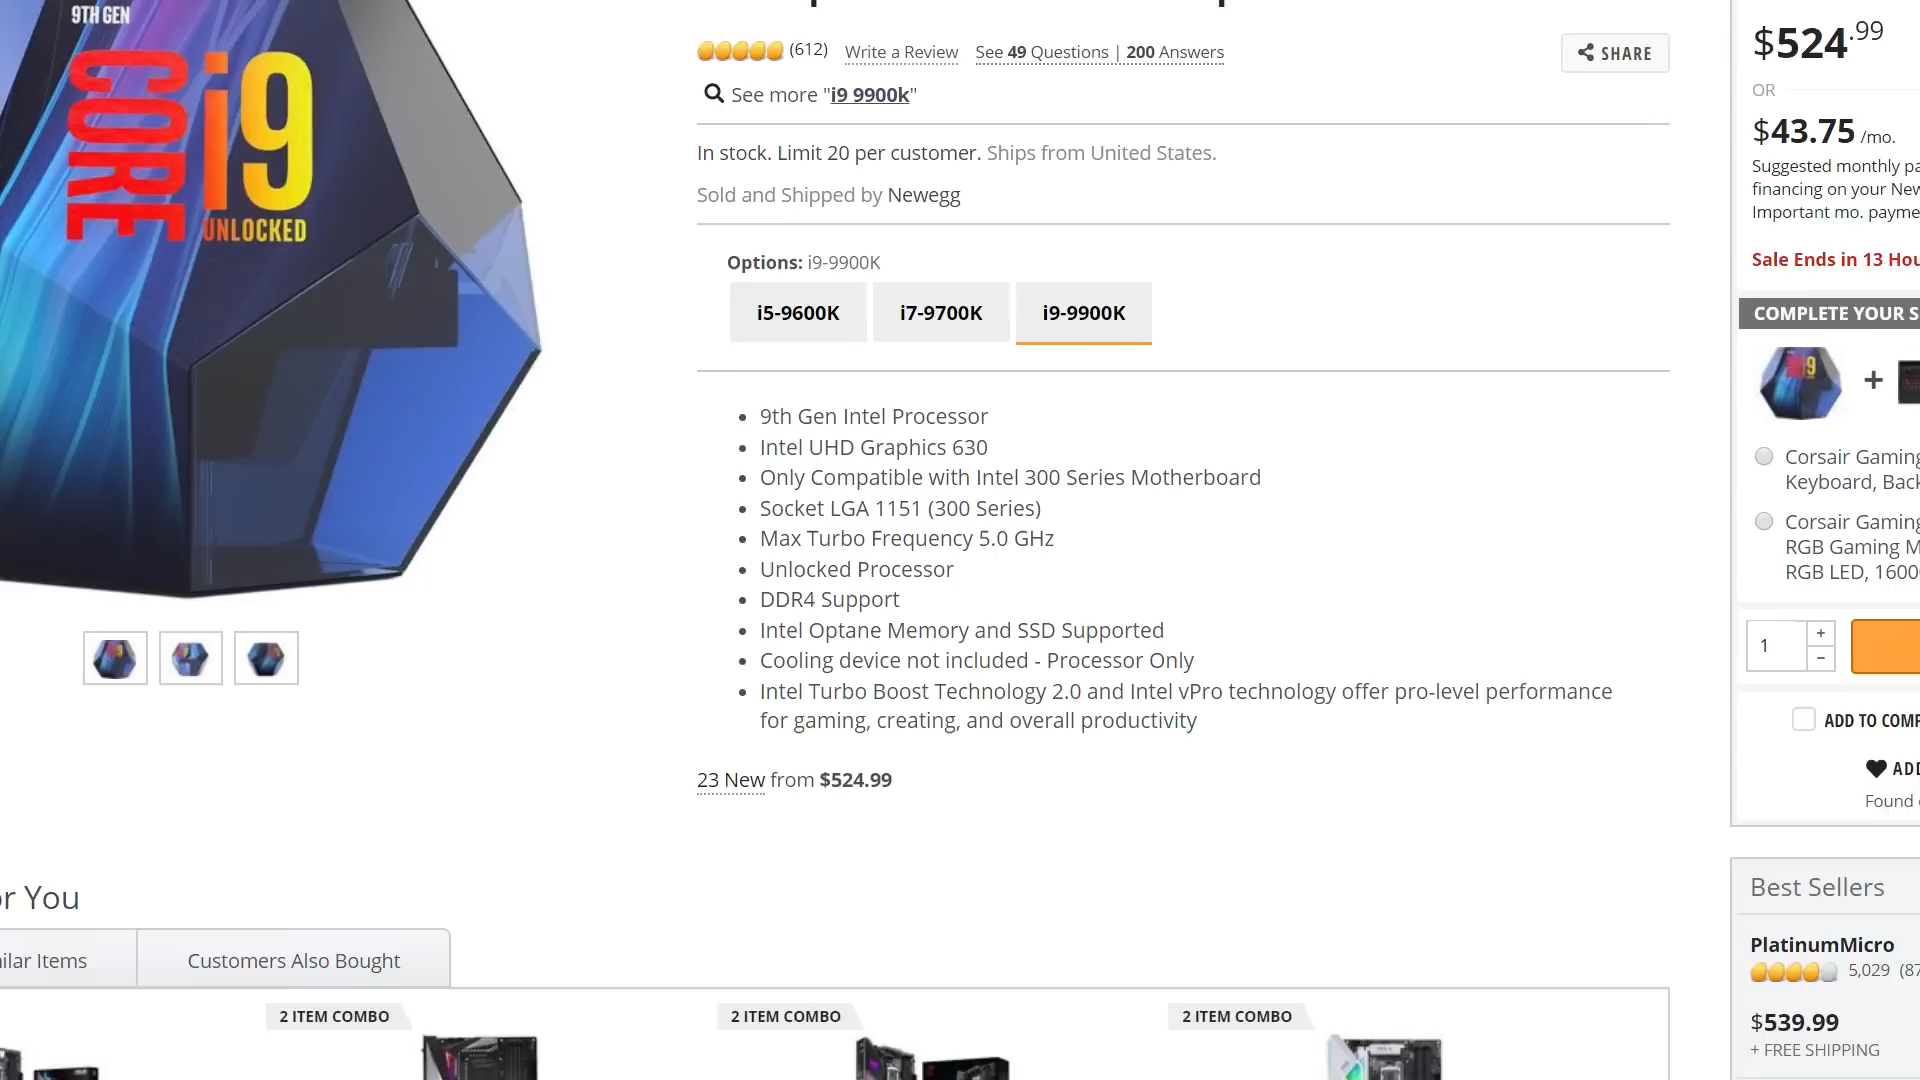 9TH GEN
CORE i9
UNLOCKED
(612) Write a Review See 49 Questions | 200 Answers
SHARE
See more "i9 9900k"
In stock. Limit 20 per customer. Ships from United States.
Sold and Shipped by Newegg
Options: i9-9900K
i5-9600K i7-9700K i9-9900K
9th Gen Intel Processor
Intel UHD Graphics 630
Only Compatible with Intel 300 Series Motherboard
Socket LGA 1151 (300 Series)
Max Turbo Frequency 5.0 GHz
Unlocked Processor
DDR4 Support
Intel Optane Memory and SSD Supported
Cooling device not included - Processor Only
Intel Turbo Boost Technology 2.0 and Intel vPro technology offer pro-level performance
for gaming, creating, and overall productivity
23 New from $524.99
$524.99
OR
$43.75 /mo.
Suggested monthly pa
financing on your New
Important mo. payme
Sale Ends in 13 Hou
COMPLETE YOUR S
+
Corsair Gaming
Keyboard, Back
Corsair Gaming
RGB Gaming M
RGB LED, 1600
1
+
-
ADD TO COMP
ADD
Found
or You
ilar Items
Customers Also Bought
2 ITEM COMBO
2 ITEM COMBO
2 ITEM COMBO
Best Sellers
PlatinumMicro
5,029 (87
$539.99
+ FREE SHIPPING